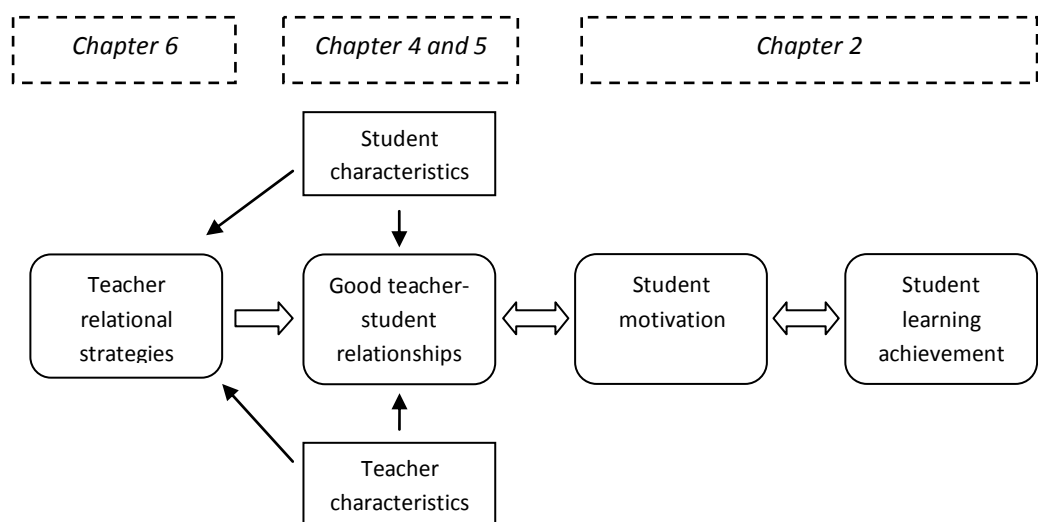 Chapter 6
Chapter 4 and 5
Chapter 2
Student
characteristics
Teacher
relational
strategies
Good teacher-
student
relationships
Student
motivation
Student
learning
achievement
Teacher
characteristics